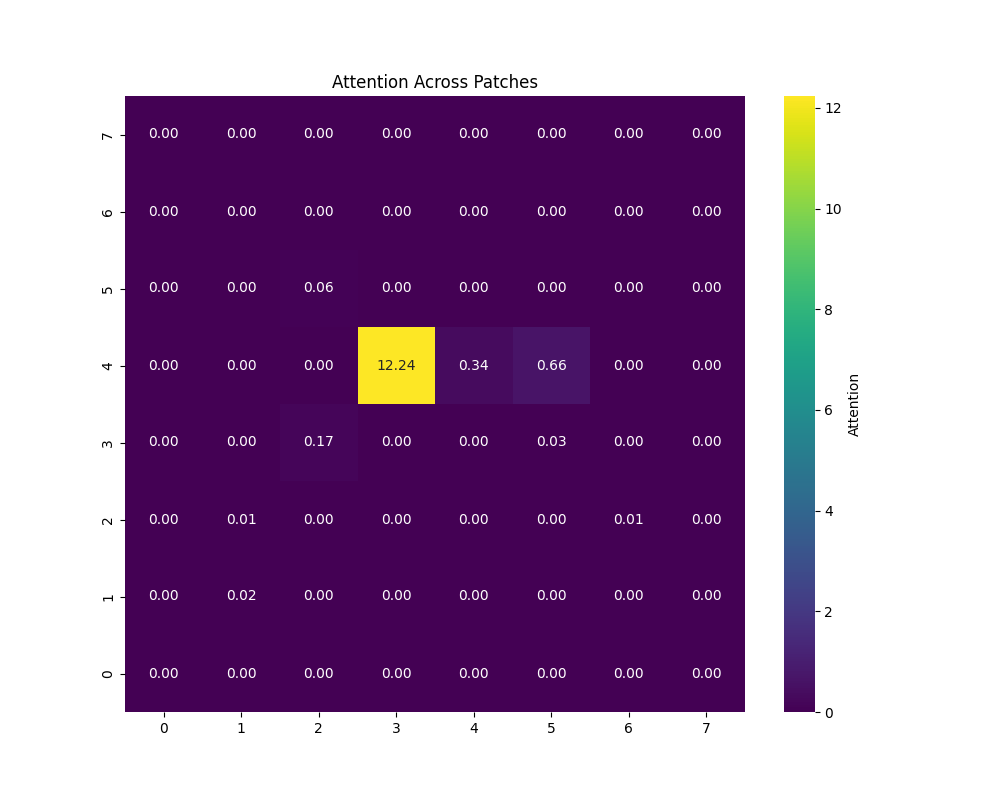 Attention Across Patches
7 0.00 0.00 0.00 0.00 0.00 0.00 0.00 0.00
6 0.00 0.00 0.00 0.00 0.00 0.00 0.00 0.00
5 0.00 0.00 0.06 0.00 0.00 0.00 0.00 0.00
4 0.00 0.00 0.00 12.24 0.34 0.66 0.00 0.00
3 0.00 0.00 0.17 0.00 0.00 0.03 0.00 0.00
2 0.00 0.01 0.00 0.00 0.00 0.00 0.01 0.00
1 0.00 0.02 0.00 0.00 0.00 0.00 0.00 0.00
0 0.00 0.00 0.00 0.00 0.00 0.00 0.00 0.00
0 1 2 3 4 5 6 7
12
10
8
6
4
2
0
Attention